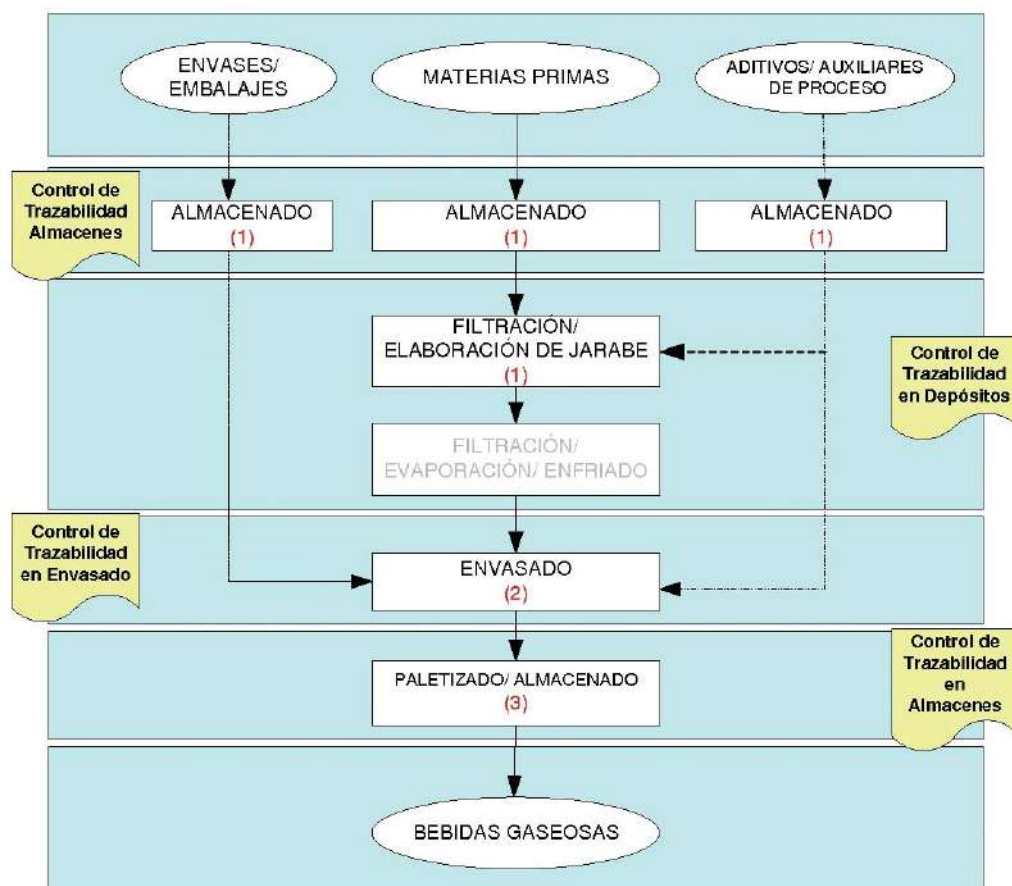 ENVASES/
EMBALAJES
MATERIAS PRIMAS
ADITIVOS/ AUXILIARES
DE PROCESO
Control de
Trazabilidad
Almacenes
ALMACENADO
(1)
ALMACENADO
(1)
ALMACENADO
(1)
FILTRACIÓN/
ELABORACIÓN DE JARABE
(1)
Control de
Trazabilidad
en Depósitos
FILTRACIÓN/
EVAPORACIÓN/ ENFRIADO
Control de
Trazabilidad
en Envasado
ENVASADO
(2)
PALETIZADO/ ALMACENADO
(3)
Control de
Trazabilidad
en
Almacenes
BEBIDAS GASEOSAS